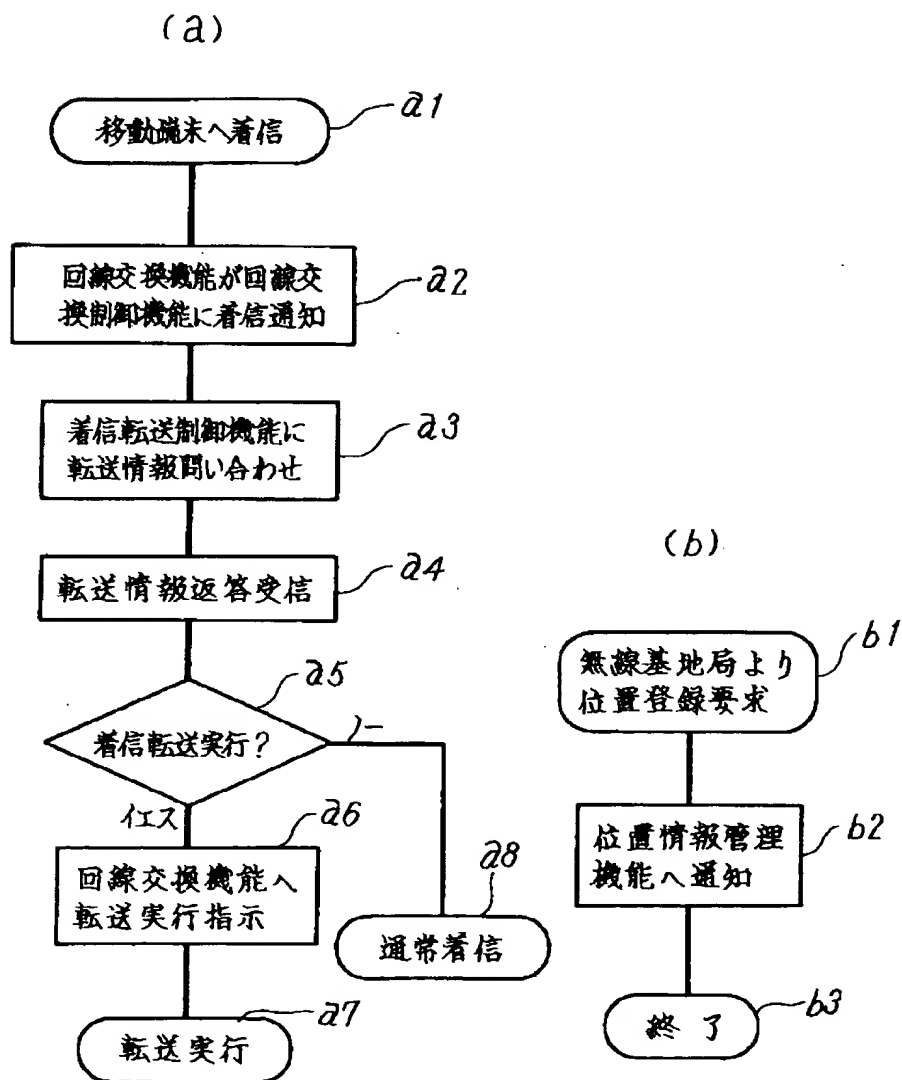 (a)
移動端末へ着信
a1
回線交換機能が回線交
換制御機能に着信通知
a2
着信転送制御機能に
転送情報問い合わせ
a3
転送情報返答受信
a4
着信転送実行?
a5
ノー
イエス
回線交換機能へ
転送実行指示
a6
転送実行
a7
通常着信
a8
(b)
無線基地局より
位置登録要求
b1
位置情報管理
機能へ通知
b2
終了
b3